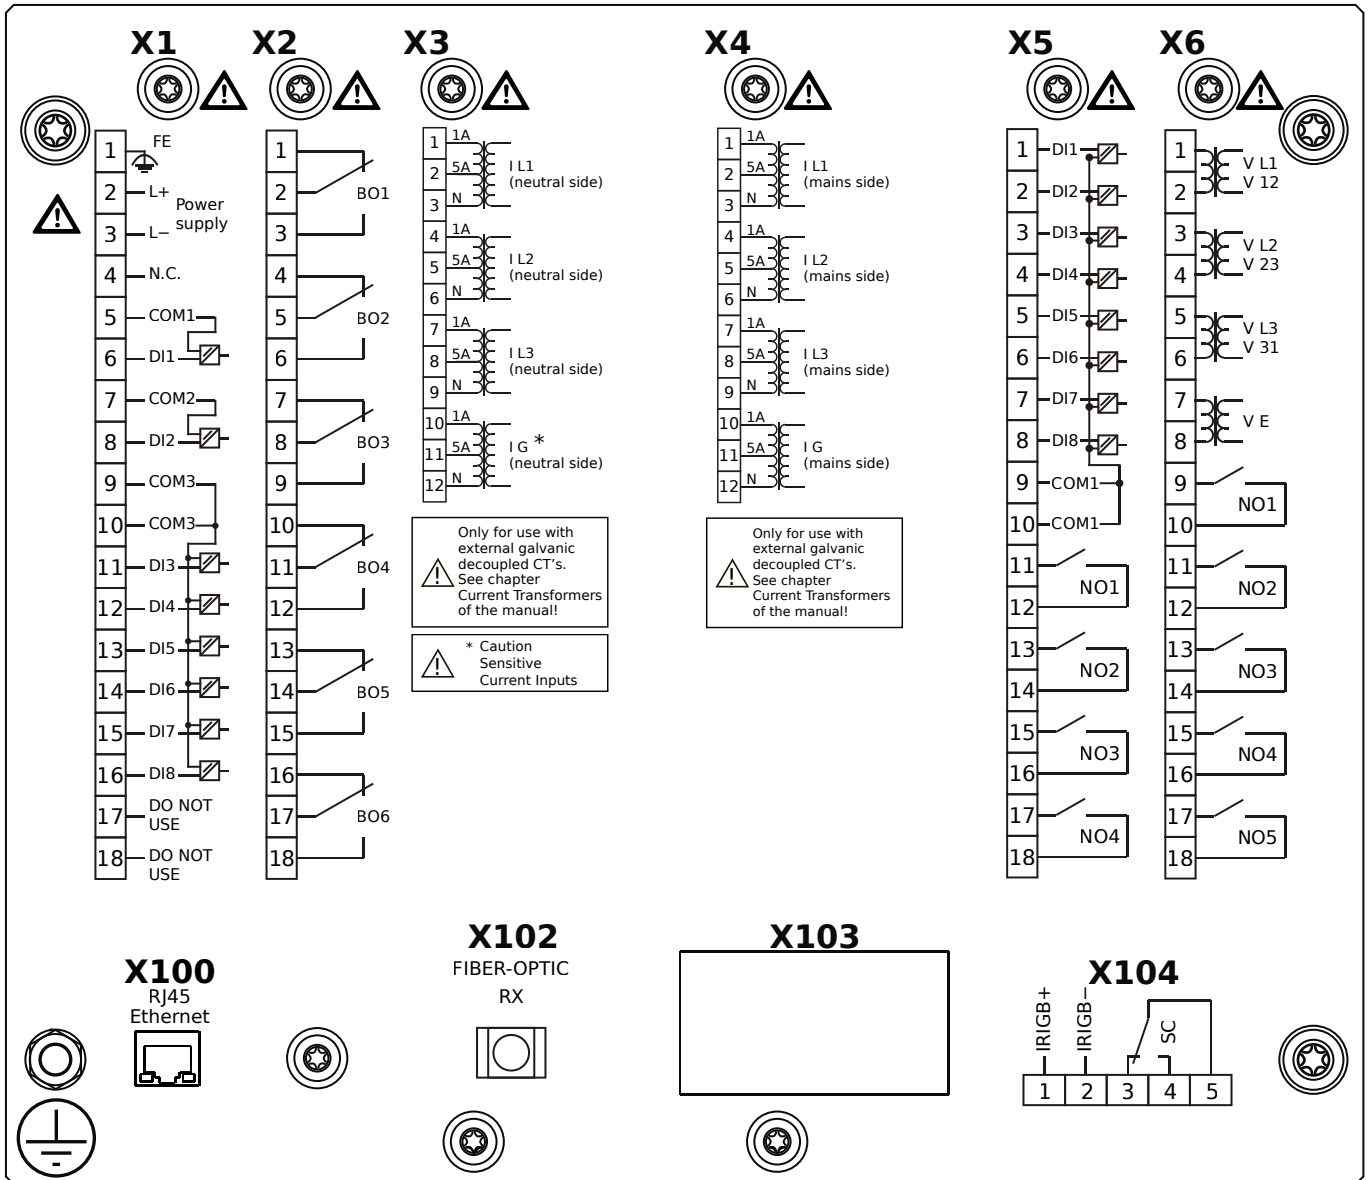 X1
X2
X3
X4
X5
X6
1 FE
2 L+
Power
supply
3 L−
4 N.C.
5 COM1
6 DI1
7 COM2
8 DI2
9 COM3
10 COM3
11 DI3
12 DI4
13 DI5
14 DI6
15 DI7
16 DI8
17 DO NOT
USE
18 DO NOT
USE
1
2 BO1
3
4
5 BO2
6
7
8 BO3
9
10
11 BO4
12
13
14 BO5
15
16
17 BO6
18
1 1A
2 5A
3 N
I L1
(neutral side)
4 1A
5 5A
6 N
I L2
(neutral side)
7 1A
8 5A
9 N
I L3
(neutral side)
10 1A
11 5A
12 N
I G *
(neutral side)
Only for use with
external galvanic
decoupled CT's.
See chapter
Current Transformers
of the manual!
* Caution
Sensitive
Current Inputs
1 1A
2 5A
3 N
I L1
(mains side)
4 1A
5 5A
6 N
I L2
(mains side)
7 1A
8 5A
9 N
I L3
(mains side)
10 1A
11 5A
12 N
I G
(mains side)
Only for use with
external galvanic
decoupled CT's.
See chapter
Current Transformers
of the manual!
1 DI1
2 DI2
3 DI3
4 DI4
5 DI5
6 DI6
7 DI7
8 DI8
9 COM1
10 COM1
11
NO1
12
13
NO2
14
15
NO3
16
17
NO4
18
1
V L1
V 12
2
3
V L2
V 23
4
5
V L3
V 31
6
7
V E
8
9
NO1
10
11
NO2
12
13
NO3
14
15
NO4
16
17
NO5
18
X100
RJ45
Ethernet
X102
FIBER-OPTIC
RX
X103
X104
IRIGB+
IRIGB−
SC
1 2 3 4 5